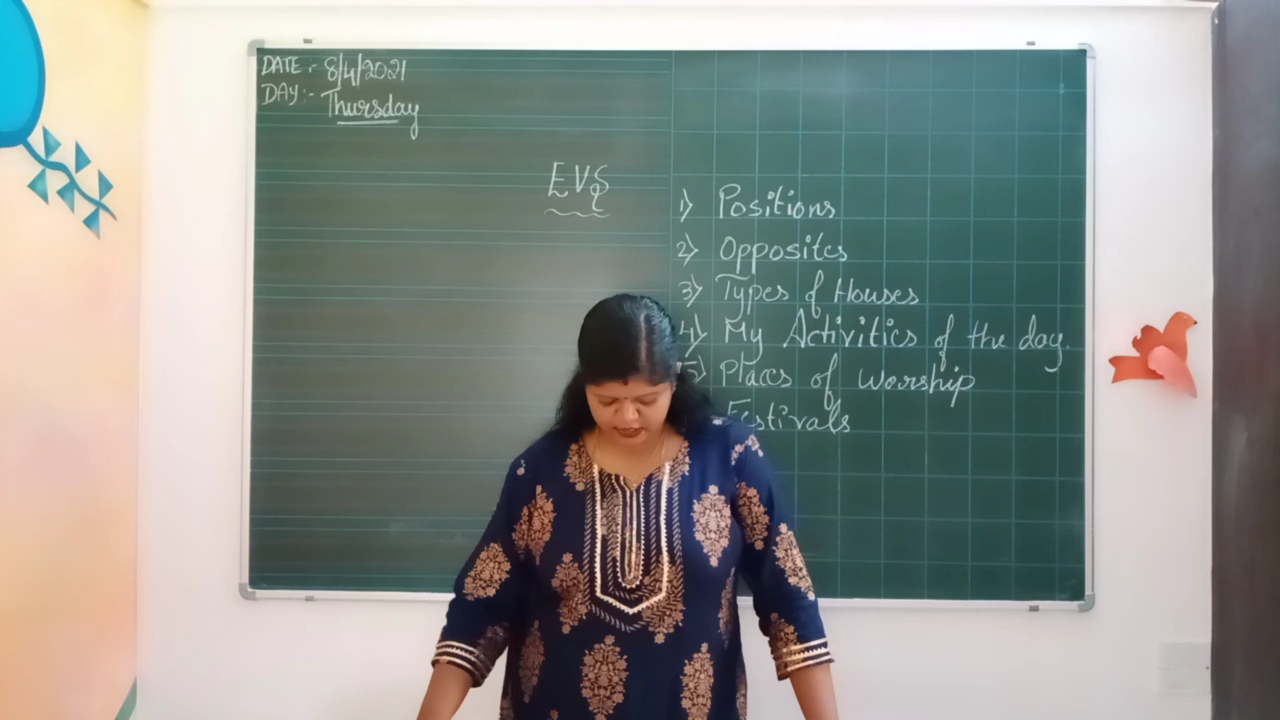 DATE :- 8/4/2021
DAY :- Thursday
EVS
1) Positions
2) Opposites
3) Types of Houses
4) My Activities of the day.
5) Places of worship
Festivals